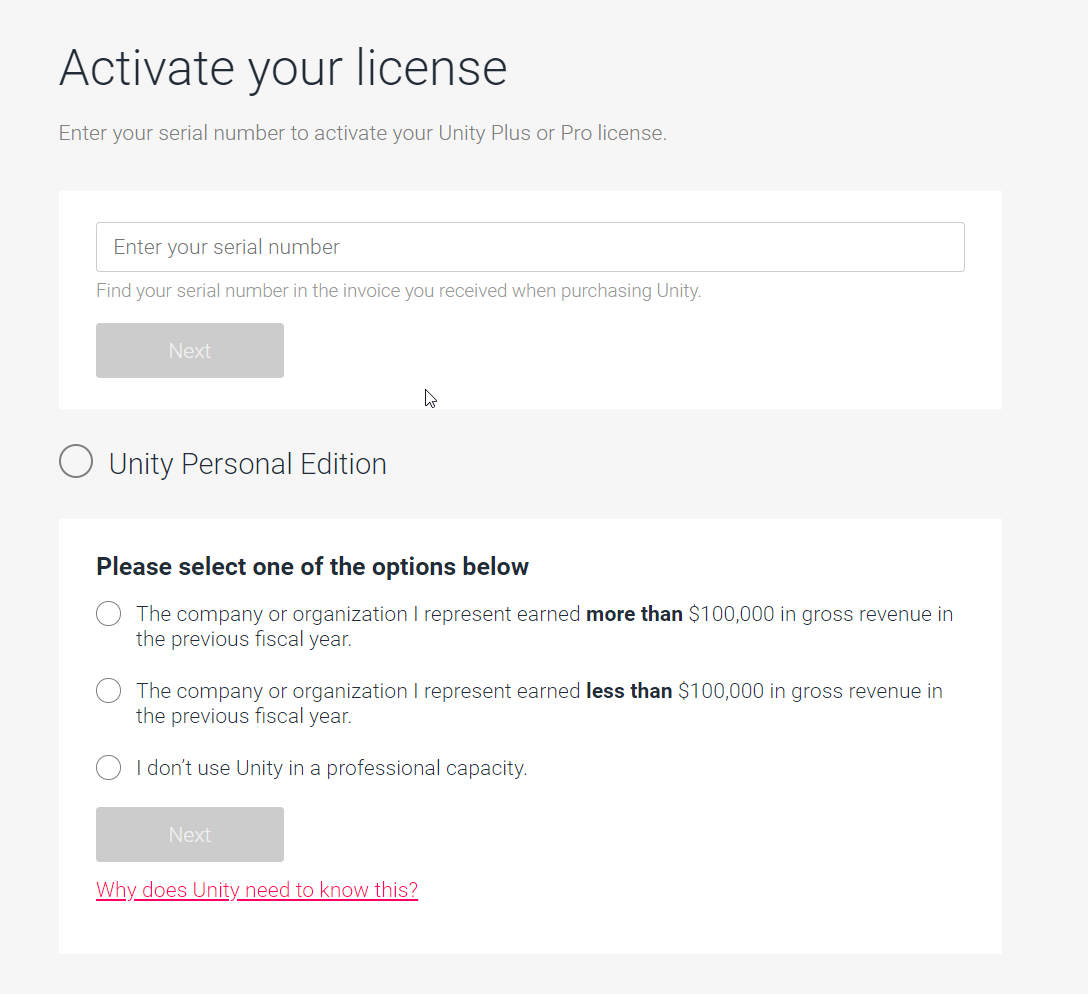 Activate your license
Enter your serial number to activate your Unity Plus or Pro license.
Enter your serial number
Find your serial number in the invoice you received when purchasing Unity.
Next
Unity Personal Edition
Please select one of the options below
The company or organization I represent earned more than $100,000 in gross revenue in
the previous fiscal year.
The company or organization I represent earned less than $100,000 in gross revenue in
the previous fiscal year.
I don’t use Unity in a professional capacity.
Next
Why does Unity need to know this?